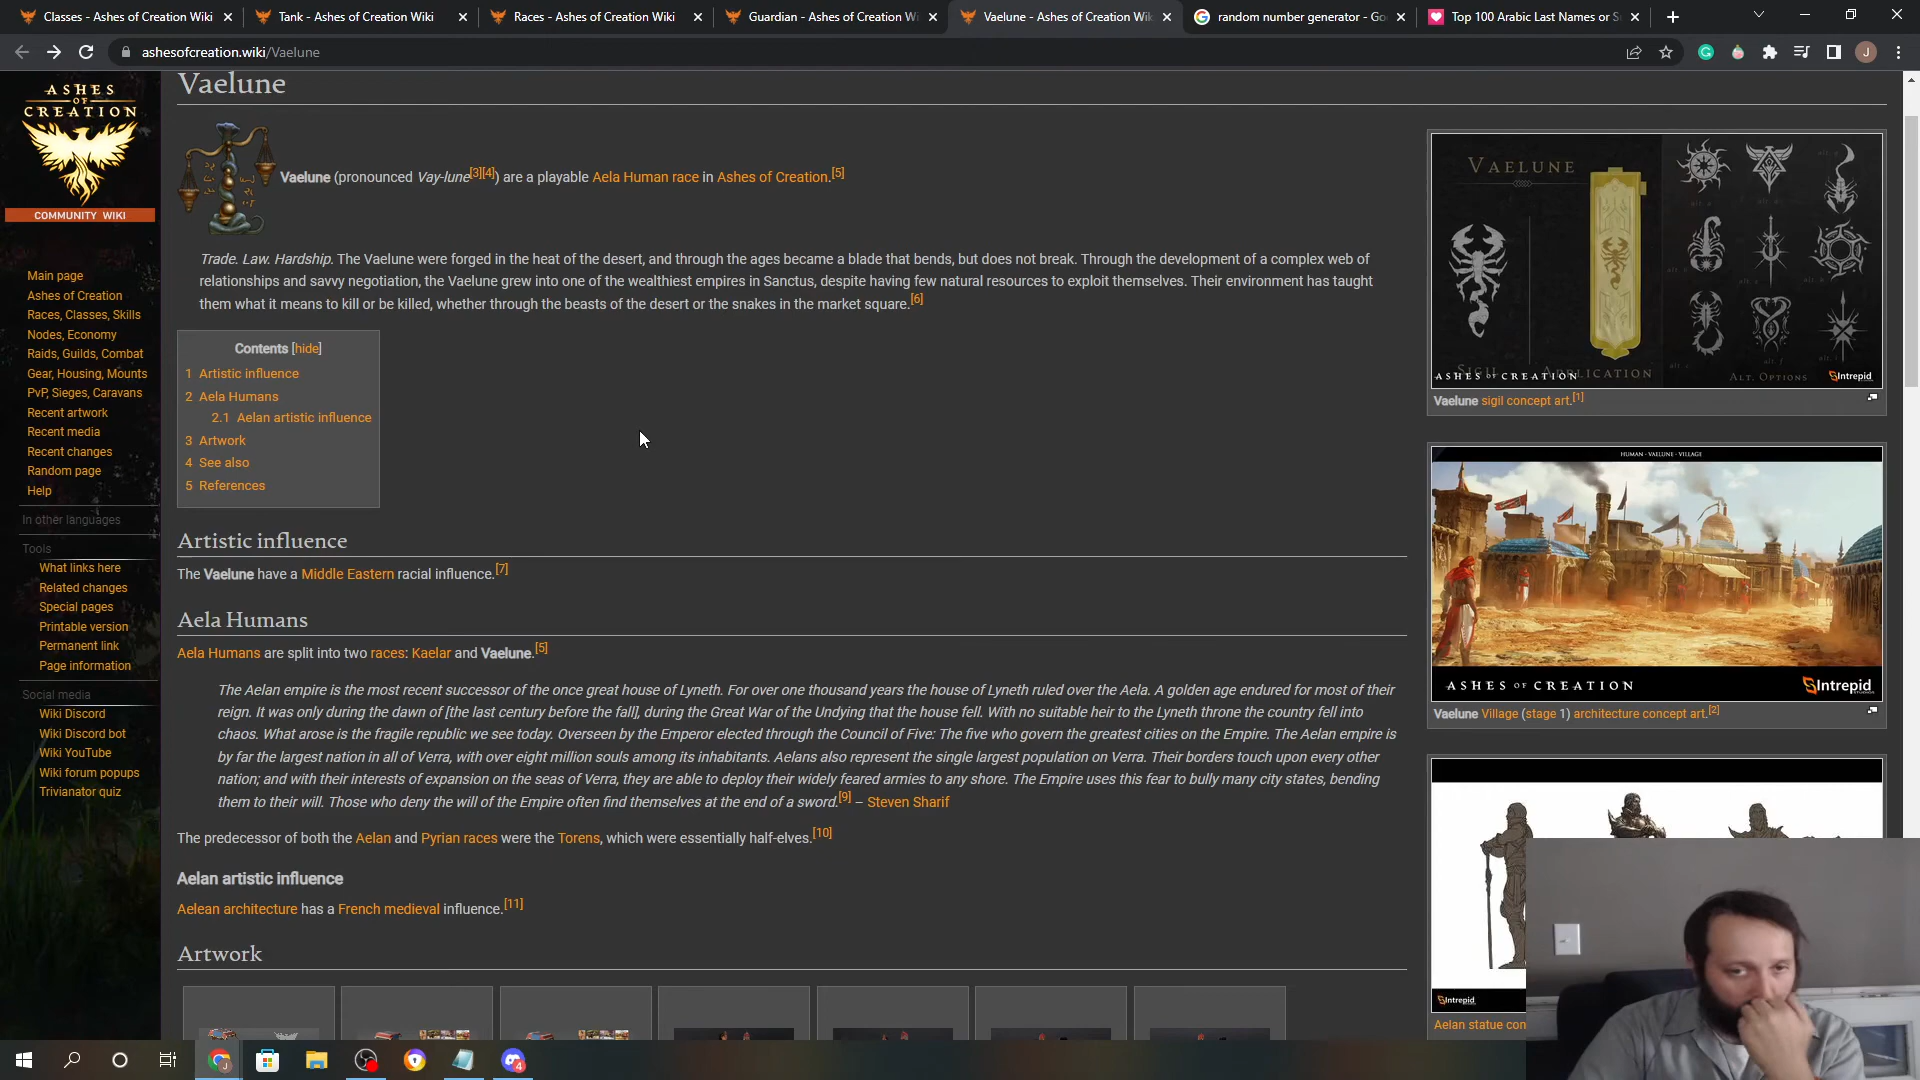 Classes - Ashes of Creation Wiki
Tank - Ashes of Creation Wiki
Races - Ashes of Creation Wiki
Guardian - Ashes of Creation Wi
Vaelune - Ashes of Creation Wik
random number generator - Go
Top 100 Arabic Last Names or S
ashesofcreation.wiki/Vaelune
J
ASHES
OF
CREATION
COMMUNITY WIKI
Main page
Ashes of Creation
Races, Classes, Skills
Nodes, Economy
Raids, Guilds, Combat
Gear, Housing, Mounts
PvP, Sieges, Caravans
Recent artwork
Recent media
Recent changes
Random page
Help
In other languages
Tools
What links here
Related changes
Special pages
Printable version
Permanent link
Page information
Social media
Wiki Discord
Wiki Discord bot
Wiki YouTube
Wiki forum popups
Trivianator quiz
Vaelune
Vaelune (pronounced Vay-lune[3][4]) are a playable Aela Human race in Ashes of Creation.[5]
Trade. Law. Hardship. The Vaelune were forged in the heat of the desert, and through the ages became a blade that bends, but does not break. Through the development of a complex web of
relationships and savvy negotiation, the Vaelune grew into one of the wealthiest empires in Sanctus, despite having few natural resources to exploit themselves. Their environment has taught
them what it means to kill or be killed, whether through the beasts of the desert or the snakes in the market square.[6]
Contents [hide]
1 Artistic influence
2 Aela Humans
2.1 Aelan artistic influence
3 Artwork
4 See also
5 References
Artistic influence
The Vaelune have a Middle Eastern racial influence.[7]
Aela Humans
Aela Humans are split into two races: Kaelar and Vaelune.[5]
The Aelan empire is the most recent successor of the once great house of Lyneth. For over one thousand years the house of Lyneth ruled over the Aela. A golden age endured for most of their
reign. It was only during the dawn of [the last century before the fall], during the Great War of the Undying that the house fell. With no suitable heir to the Lyneth throne the country fell into
chaos. What arose is the fragile republic we see today. Overseen by the Emperor elected through the Council of Five: The five who govern the greatest cities on the Empire. The Aelan empire is
by far the largest nation in all of Verra, with over eight million souls among its inhabitants. Aelans also represent the single largest population on Verra. Their borders touch upon every other
nation; and with their interests of expansion on the seas of Verra, they are able to deploy their widely feared armies to any shore. The Empire uses this fear to bully many city states, bending
them to their will. Those who deny the will of the Empire often find themselves at the end of a sword.[9] – Steven Sharif
The predecessor of both the Aelan and Pyrian races were the Torens, which were essentially half-elves.[10]
Aelan artistic influence
Aelean architecture has a French medieval influence.[11]
Artwork
VAELUNE
SIGIL APPLICATION
ALT. OPTIONS
ASHES OF CREATION
Intrepid
Vaelune sigil concept art.[1]
HUMAN - VAELUNE - VILLAGE
ASHES OF CREATION
Intrepid
Vaelune Village (stage 1) architecture concept art.[2]
Intrepid
Aelan statue con
4